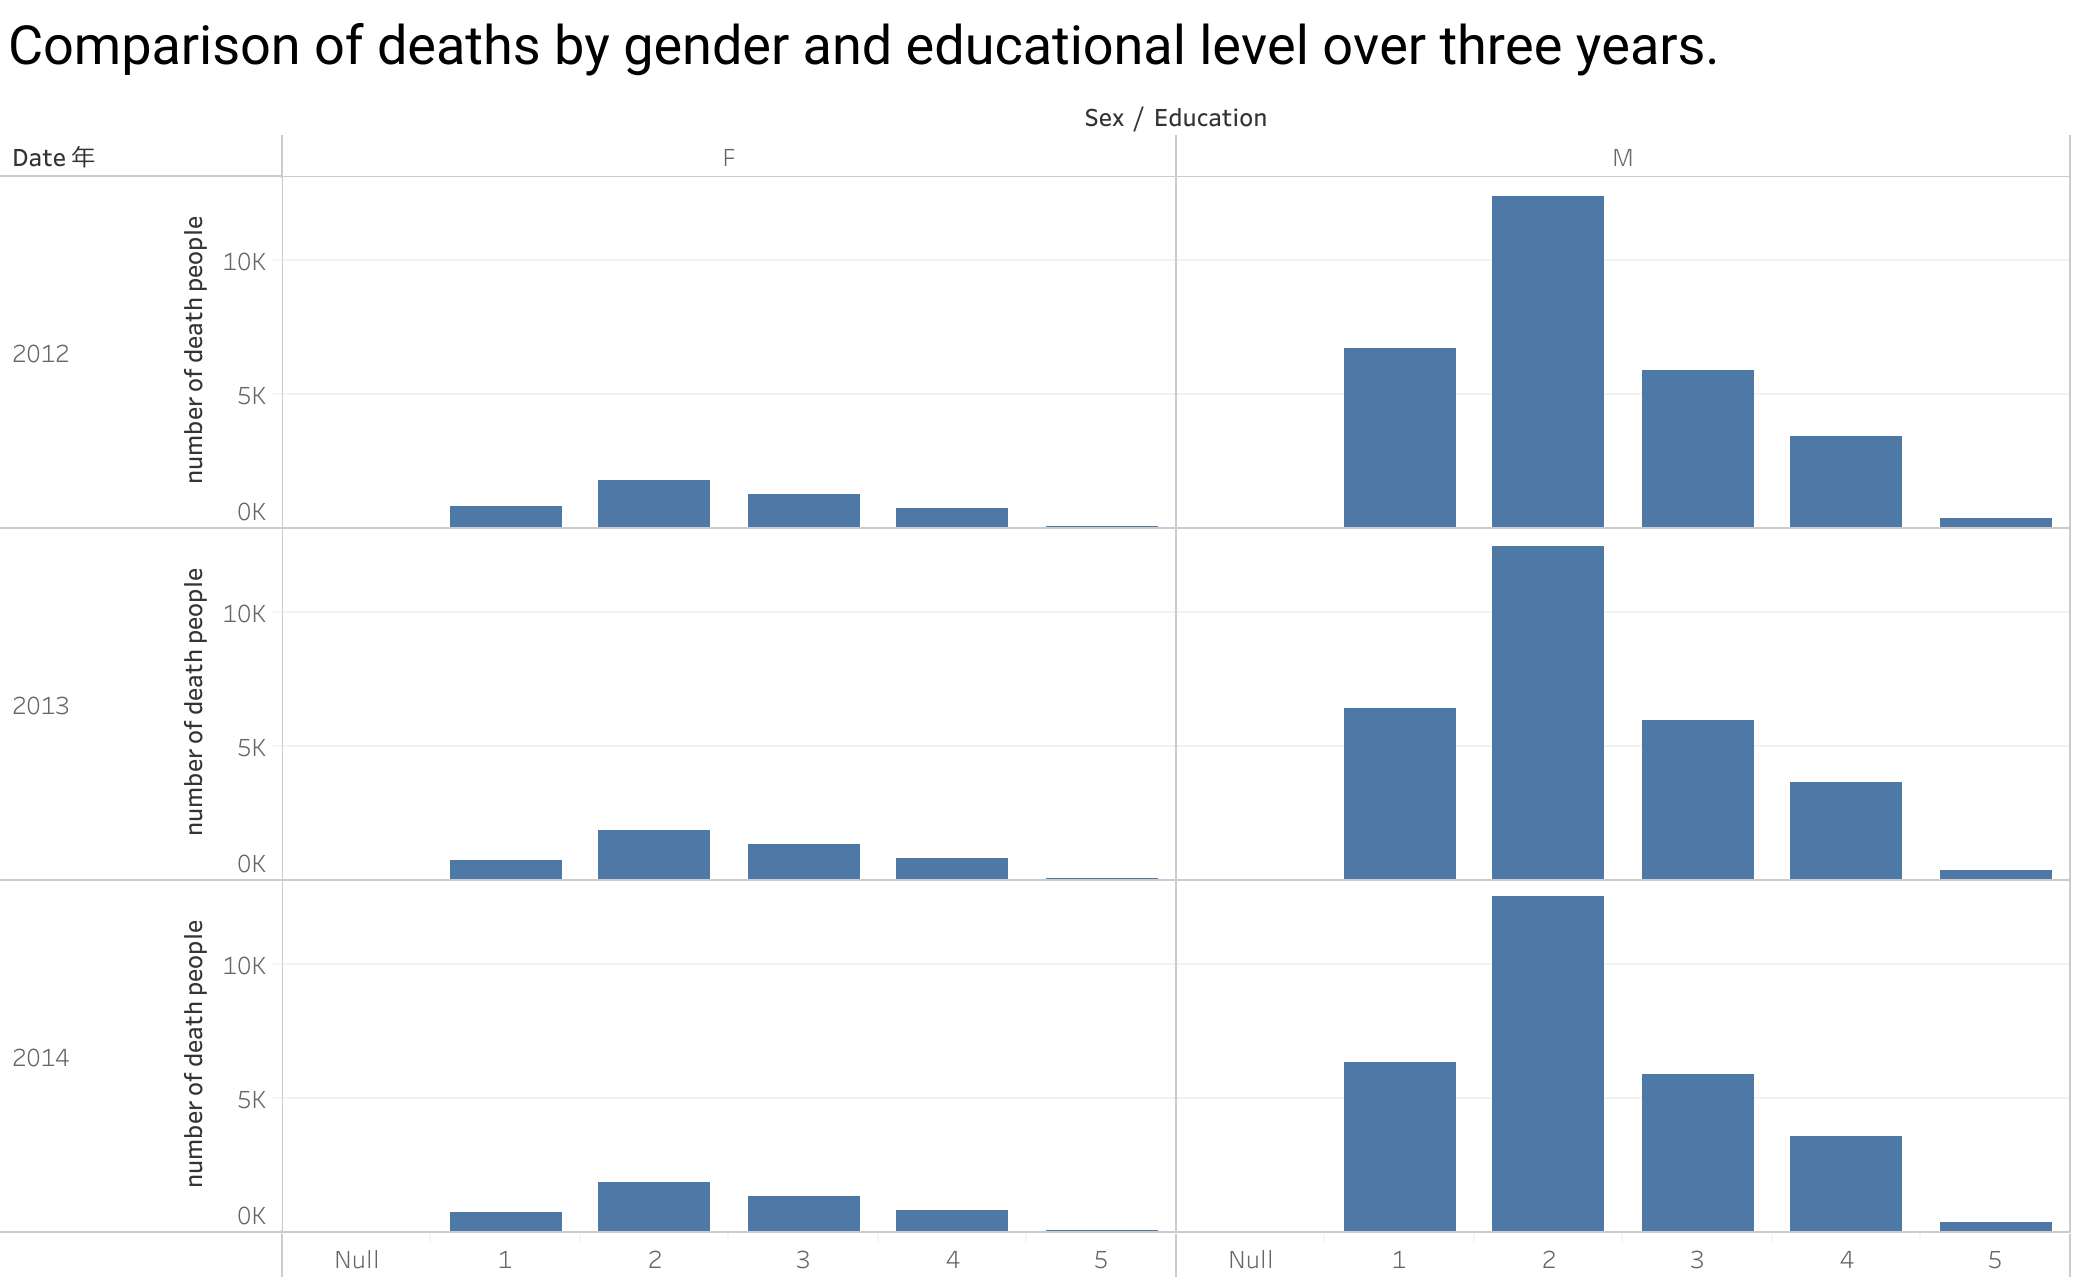 Comparison of deaths by gender and educational level over three years.
Sex / Education
Date 年
F
M
2012
number of death people
10K
5K
0K
2013
number of death people
10K
5K
0K
2014
number of death people
10K
5K
0K
Null 1 2 3 4 5 Null 1 2 3 4 5